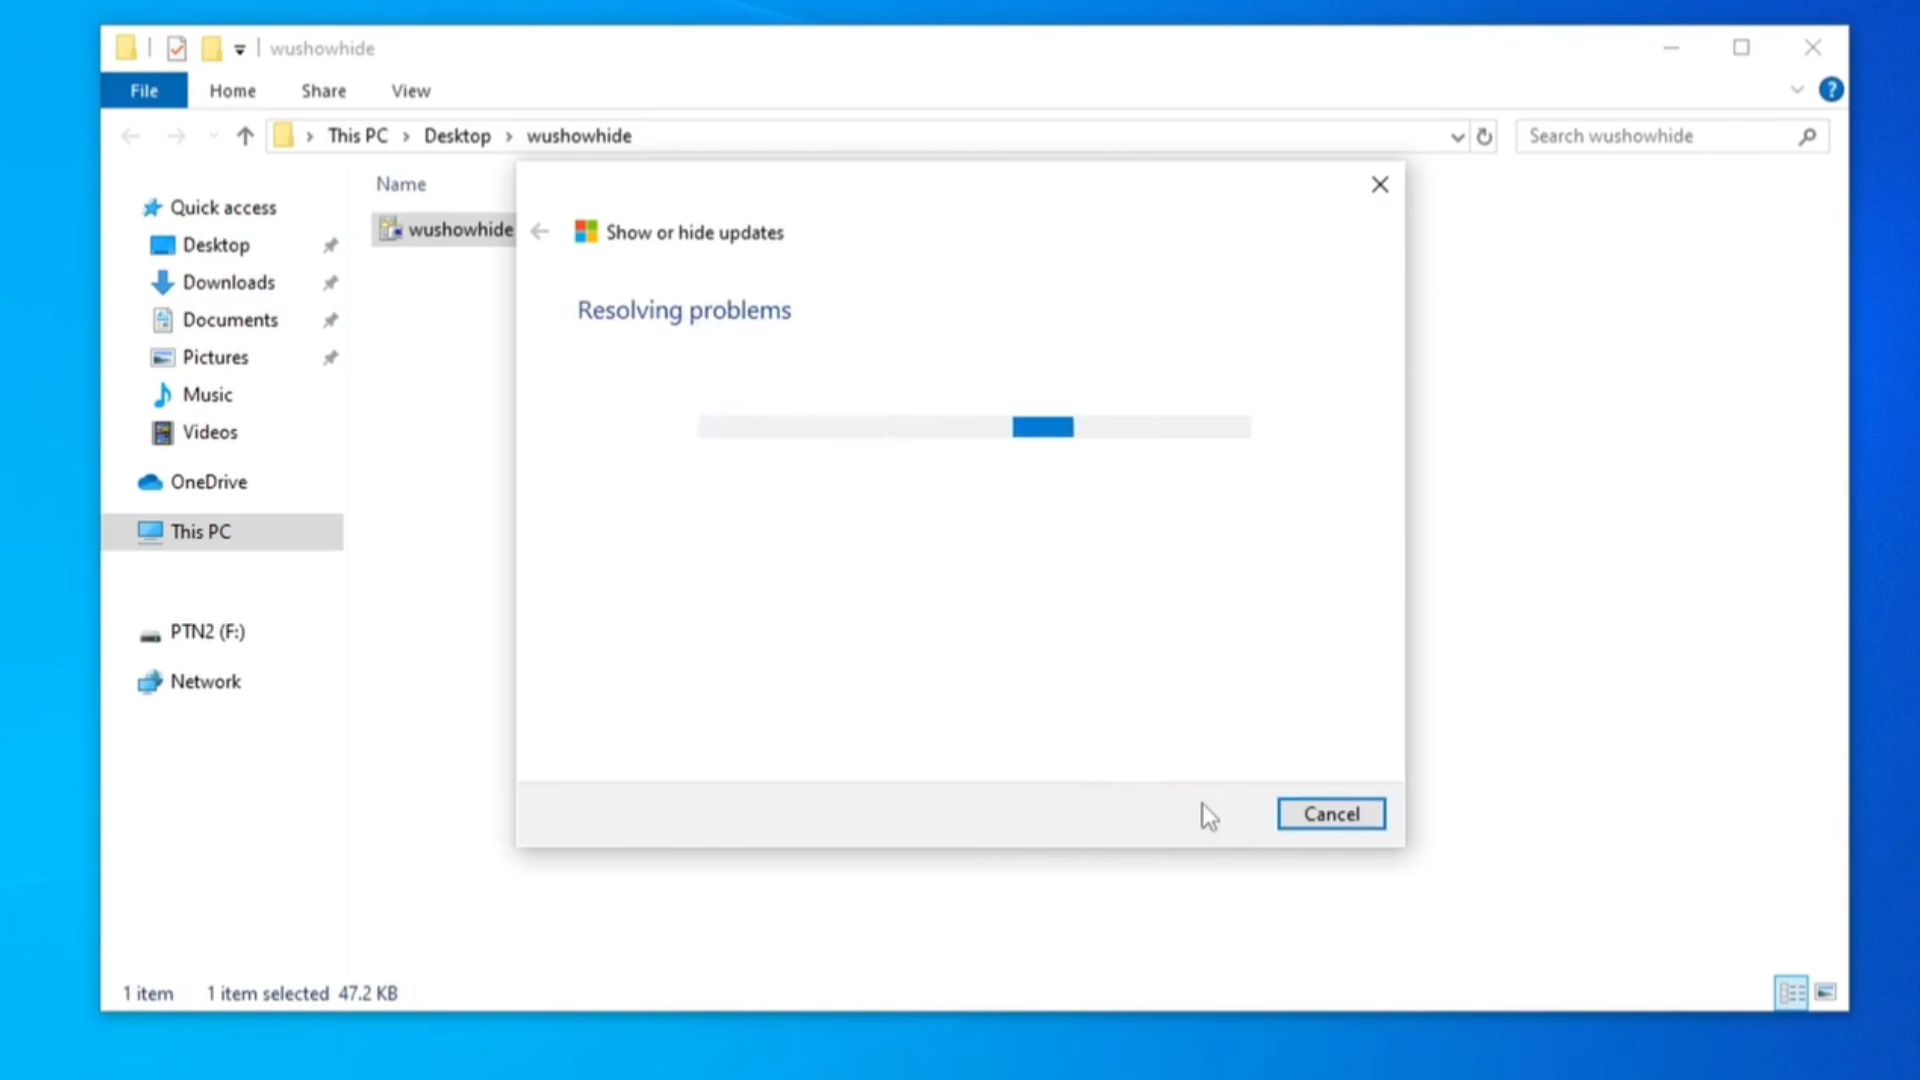 wushowhide
File Home Share View
This PC > Desktop > wushowhide
Search wushowhide
Name
wushowhide
Quick access
Desktop
Downloads
Documents
Pictures
Music
Videos
OneDrive
This PC
PTN2 (F:)
Network
Show or hide updates
Resolving problems
Cancel
1 item 1 item selected 47.2 KB